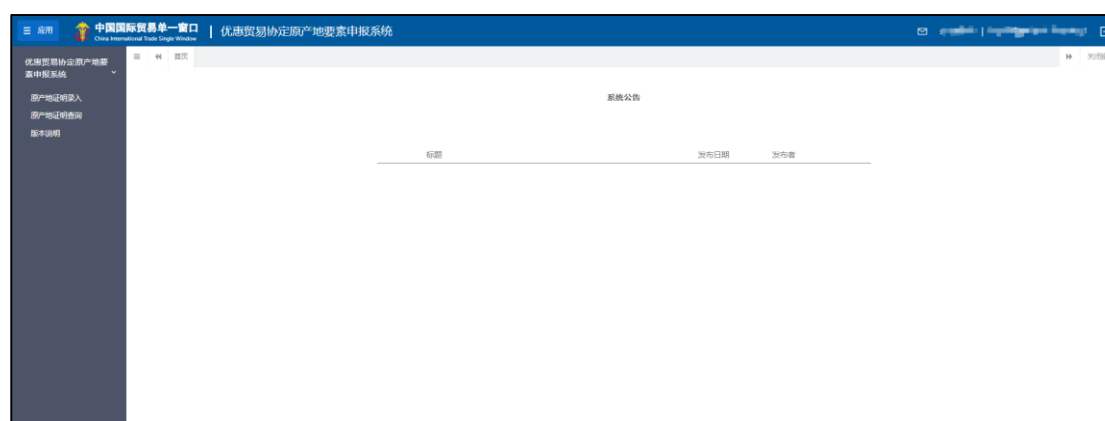 应用
中国国际贸易单一窗口
China International Trade Single Window
优惠贸易协定原产地要素申报系统
优惠贸易协定原产地要
素申报系统
首页
原产地证明录入
原产地证明查询
版本说明
系统公告
标题 发布日期 发布者